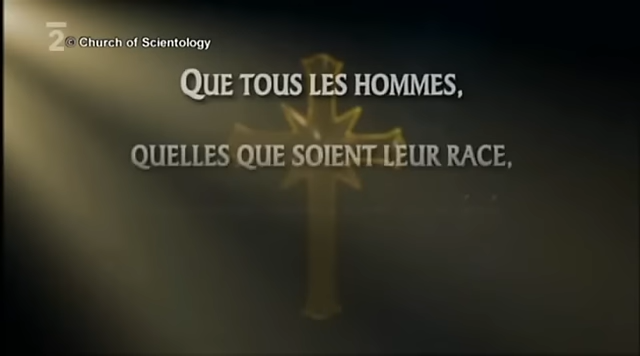 2
© Church of Scientology
QUE TOUS LES HOMMES,
QUELLES QUE SOIENT LEUR RACE,